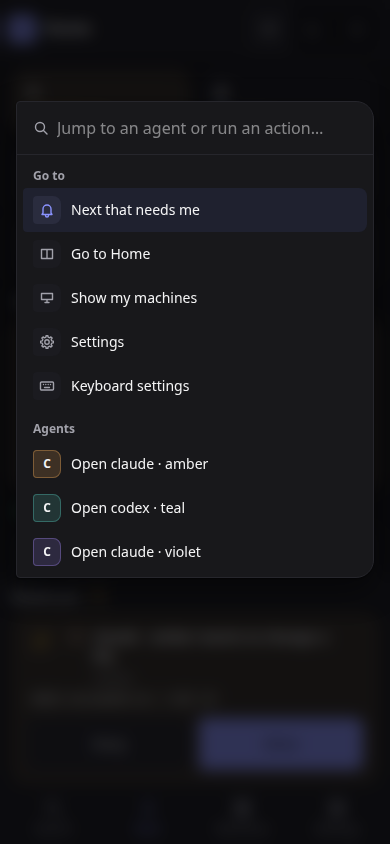 Jump to an agent or run an action...
Go to
Next that needs me
Go to Home
Show my machines
Settings
Keyboard settings
Agents
C Open claude · amber
C Open codex · teal
C Open claude · violet